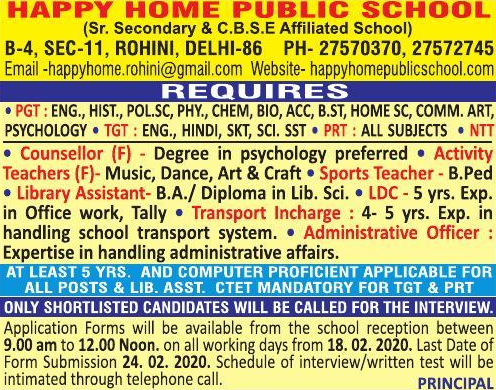 HAPPY HOME PUBLIC SCHOOL
(Sr. Secondary & C.B.S.E Affiliated School)
B-4, SEC-11, ROHINI, DELHI-86 PH- 27570370, 27572745
Email -happyhome.rohini@gmail.com Website- happyhomepublicschool.com
REQUIRES
• PGT : ENG., HIST., POL.SC, PHY., CHEM, BIO, ACC, B.ST, HOME SC, COMM. ART,
PSYCHOLOGY • TGT : ENG., HINDI, SKT, SCI. SST • PRT : ALL SUBJECTS • NTT
• Counsellor (F) - Degree in psychology preferred • Activity
Teachers (F)- Music, Dance, Art & Craft • Sports Teacher - B.Ped
• Library Assistant- B.A./ Diploma in Lib. Sci. • LDC - 5 yrs. Exp.
in Office work, Tally • Transport Incharge : 4- 5 yrs. Exp. in
handling school transport system. • Administrative Officer :
Expertise in handling administrative affairs.
AT LEAST 5 YRS. AND COMPUTER PROFICIENT APPLICABLE FOR
ALL POSTS & LIB. ASST. CTET MANDATORY FOR TGT & PRT
ONLY SHORTLISTED CANDIDATES WILL BE CALLED FOR THE INTERVIEW.
Application Forms will be available from the school reception between
9.00 am to 12.00 Noon. on all working days from 18. 02. 2020. Last Date of
Form Submission 24. 02. 2020. Schedule of interview/written test will be
intimated through telephone call. PRINCIPAL